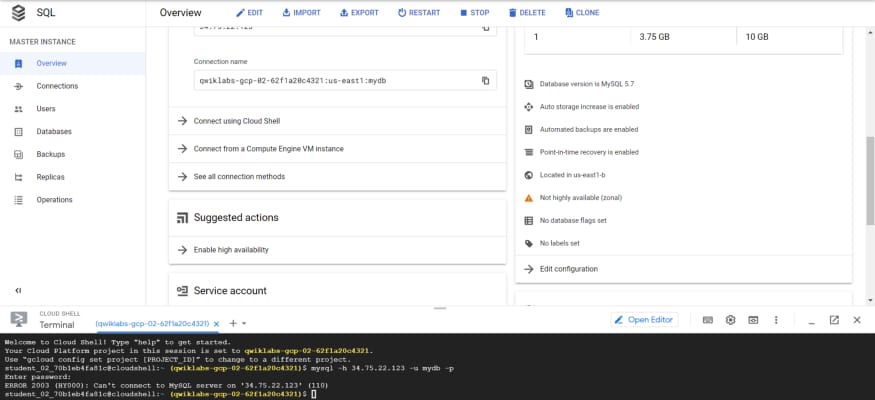 SQL
Overview
EDIT
IMPORT
EXPORT
RESTART
STOP
DELETE
CLONE
MASTER INSTANCE
Overview
Connections
Users
Databases
Backups
Replicas
Operations
34.75.22.123
Connection name
qwiklabs-gcp-02-62f1a20c4321:us-east1:mydb
Connect using Cloud Shell
Connect from a Compute Engine VM instance
See all connection methods
Suggested actions
Enable high availability
Service account
1
3.75 GB
10 GB
Database version is MySQL 5.7
Auto storage increase is enabled
Automated backups are enabled
Point-in-time recovery is enabled
Located in us-east1-b
Not highly available (zonal)
No database flags set
No labels set
Edit configuration
CLOUD SHELL
Terminal
(qwiklabs-gcp-02-62f1a20c4321)
Open Editor
Welcome to Cloud Shell! Type "help" to get started.
Your Cloud Platform project in this session is set to qwiklabs-gcp-02-62f1a20c4321.
Use “gcloud config set project [PROJECT_ID]” to change to a different project.
student_02_70b1eb4fa81c@cloudshell:~ (qwiklabs-gcp-02-62f1a20c4321)$ mysql -h 34.75.22.123 -u mydb -p
Enter password:
ERROR 2003 (HY000): Can't connect to MySQL server on '34.75.22.123' (110)
student_02_70b1eb4fa81c@cloudshell:~ (qwiklabs-gcp-02-62f1a20c4321)$